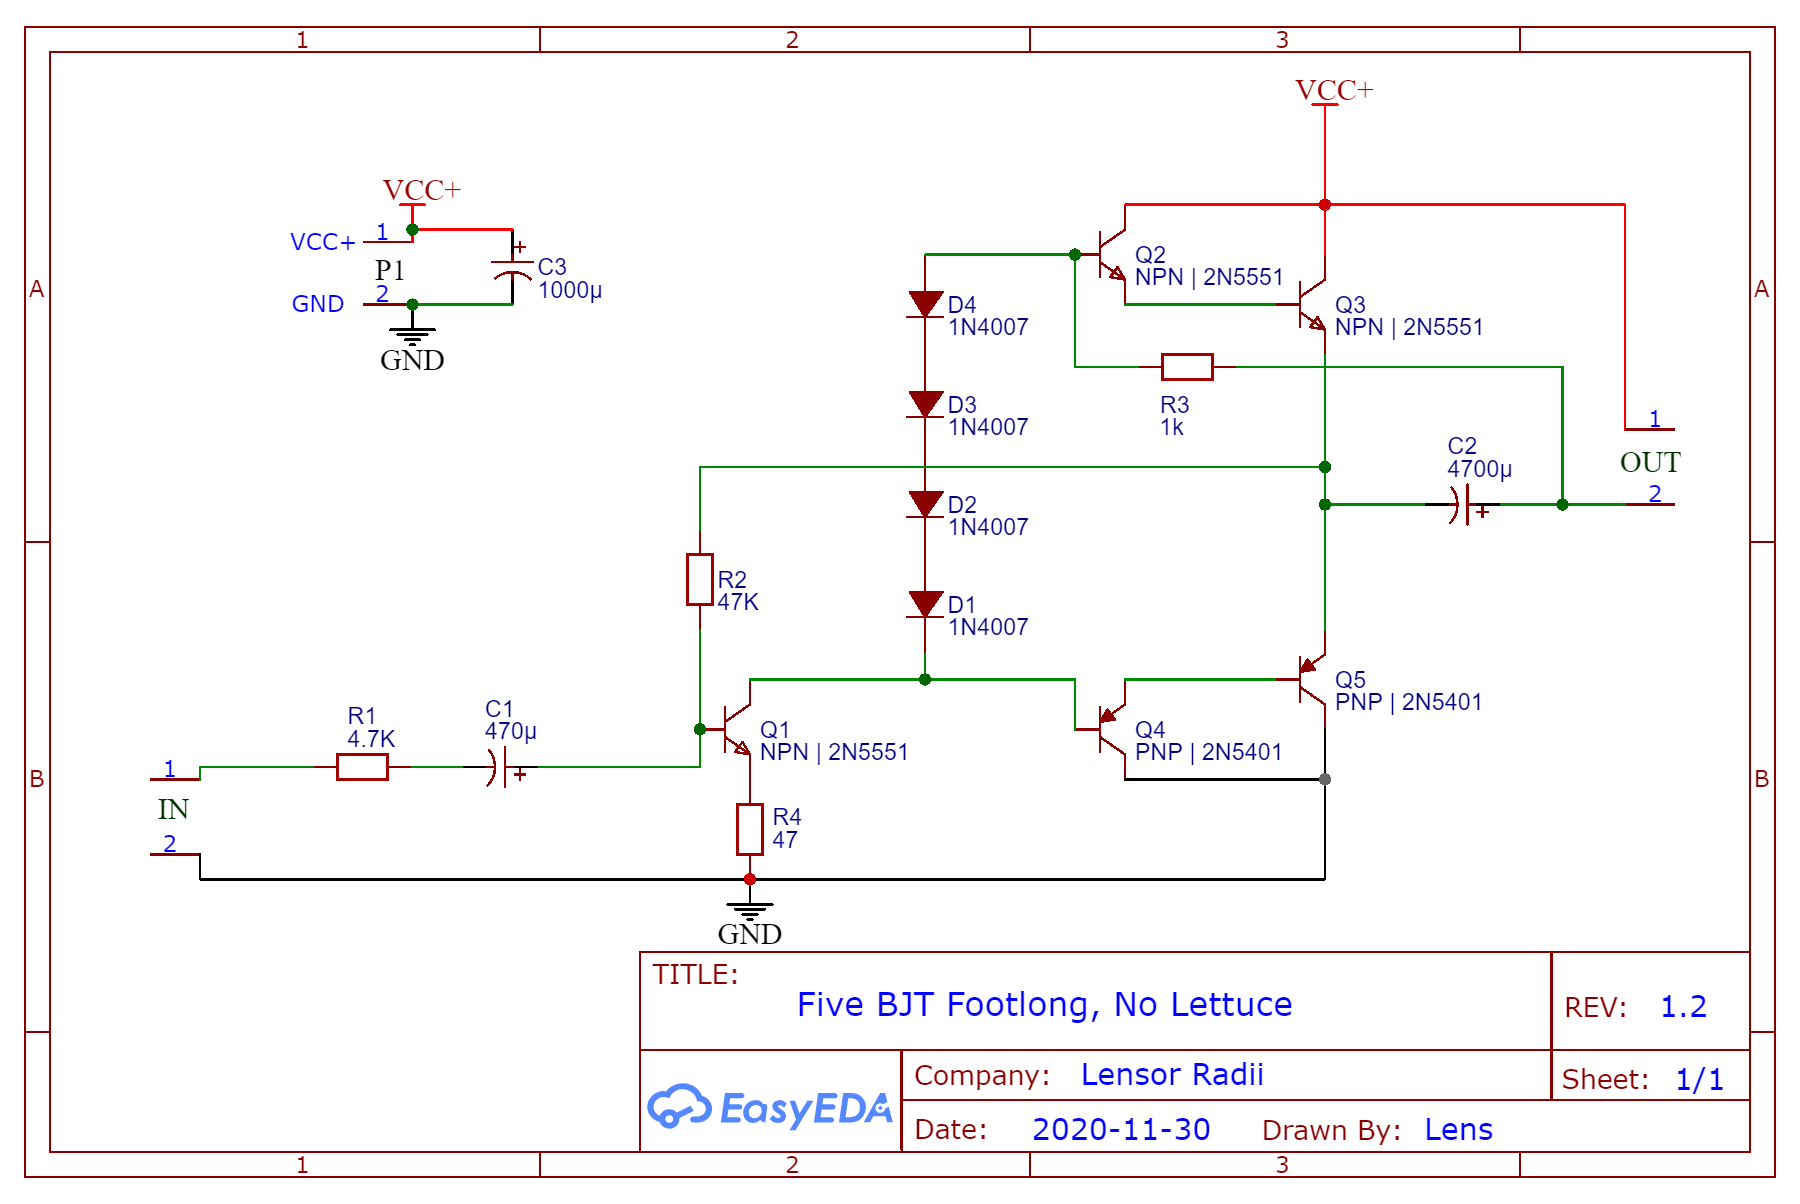 1
2
3
A
B
A
B
VCC+
VCC+
VCC+
1
P1
GND
2
GND
+
C3
1000µ
Q2
NPN | 2N5551
Q3
NPN | 2N5551
D4
1N4007
D3
1N4007
D2
1N4007
D1
1N4007
R3
1k
C2
4700µ
+
1
OUT
2
R2
47K
R1
4.7K
C1
470µ
+
1
IN
2
Q1
NPN | 2N5551
Q4
PNP | 2N5401
Q5
PNP | 2N5401
R4
47
GND
TITLE:
Five BJT Footlong, No Lettuce
REV: 1.2
EasyEDA
Company: Lensor Radii
Sheet: 1/1
Date: 2020-11-30 Drawn By: Lens
1
2
3